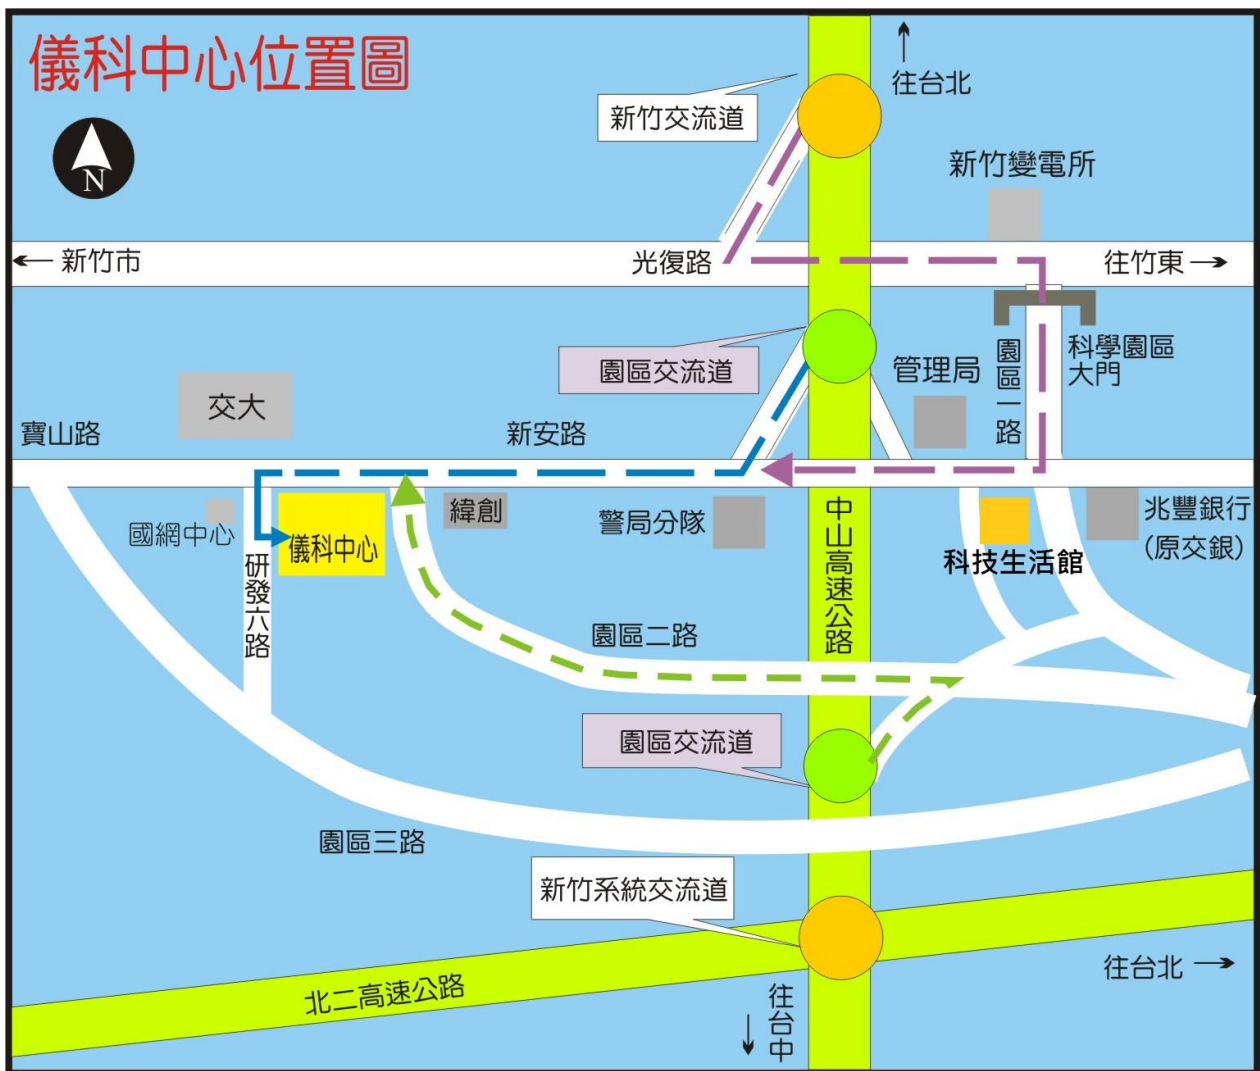 儀科中心位置圖
N
往台北
新竹交流道
新竹變電所
新竹市
光復路
往竹東
園區交流道
管理局
園區一路
科學園區
大門
交大
寶山路
新安路
國網中心
儀科中心
緯創
警局分隊
中山高速公路
科技生活館
兆豐銀行
(原交銀)
研發六路
園區二路
園區交流道
園區三路
新竹系統交流道
北二高速公路
往台北
往台中